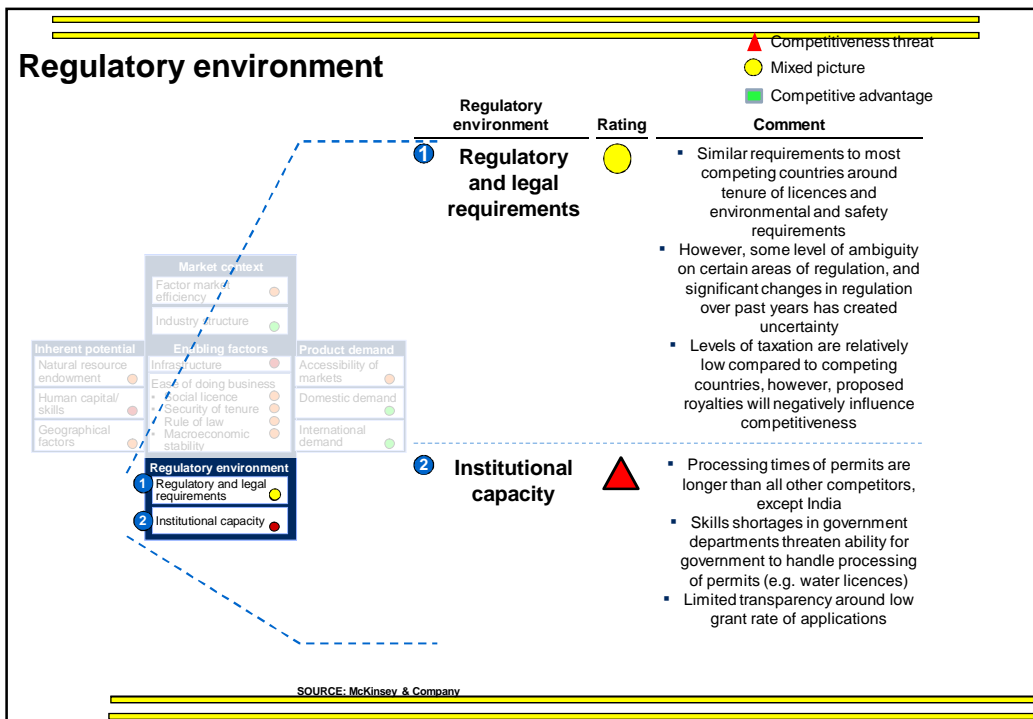 Regulatory environment
Competitiveness threat
Mixed picture
Competitive advantage
Regulatory
environment
Rating
Comment
1
Regulatory
and legal
requirements
▪ Similar requirements to most
competing countries around
tenure of licences and
environmental and safety
requirements
▪ However, some level of ambiguity
on certain areas of regulation, and
significant changes in regulation
over past years has created
uncertainty
▪ Levels of taxation are relatively
low compared to competing
countries, however, proposed
royalties will negatively influence
competitiveness
2
Institutional
capacity
▪ Processing times of permits are
longer than all other competitors,
except India
▪ Skills shortages in government
departments threaten ability for
government to handle processing
of permits (e.g. water licences)
▪ Limited transparency around low
grant rate of applications
Market context
Factor market
efficiency
Industry structure
Inherent potential
Natural resource
endowment
Human capital/
skills
Geographical
factors
Enabling factors
Infrastructure
Ease of doing business
▪ Social licence
▪ Security of tenure
▪ Rule of law
▪ Macroeconomic
stability
Product demand
Accessibility of
markets
Domestic demand
International
demand
Regulatory environment
1
Regulatory and legal
requirements
2
Institutional capacity
SOURCE: McKinsey & Company